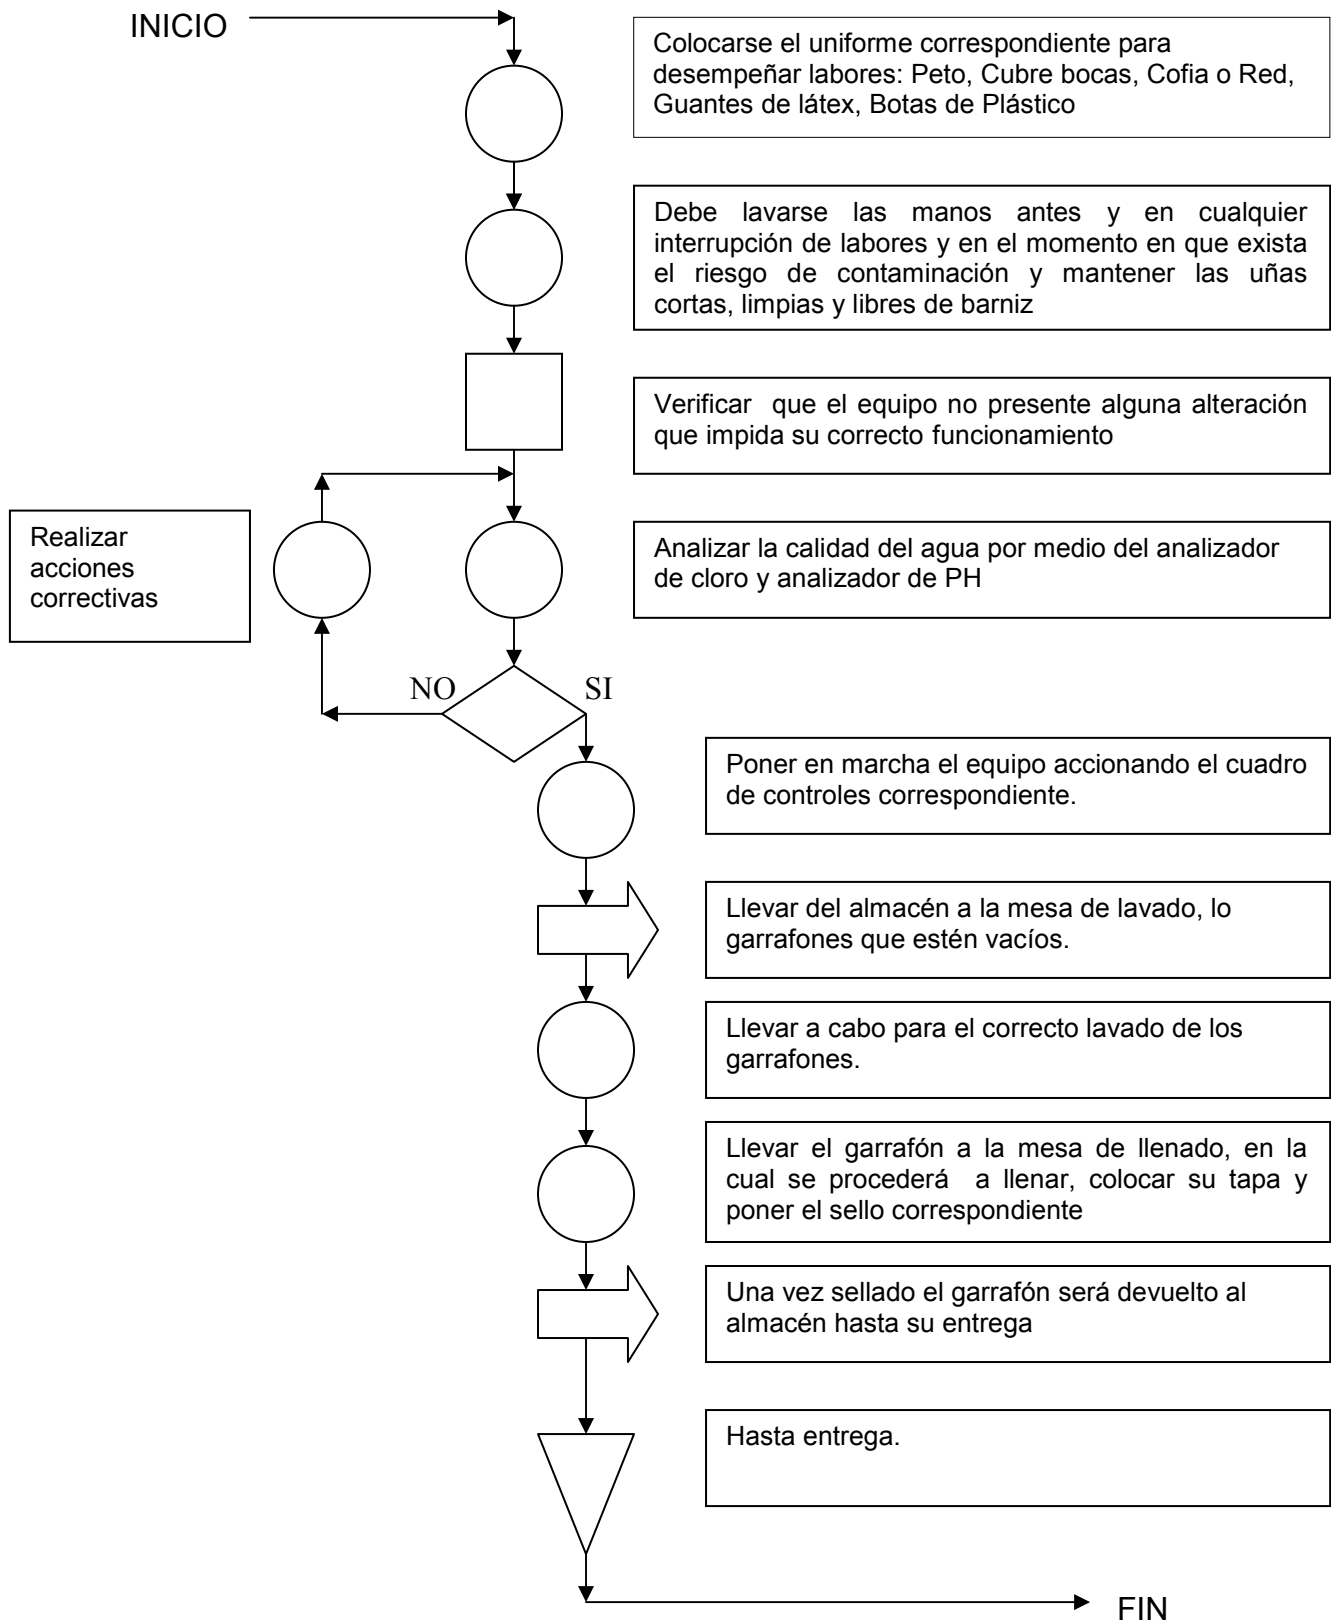 INICIO
Colocarse el uniforme correspondiente para
desempeñar labores: Peto, Cubre bocas, Cofia o Red,
Guantes de látex, Botas de Plástico
Debe lavarse las manos antes y en cualquier
interrupción de labores y en el momento en que exista
el riesgo de contaminación y mantener las uñas
cortas, limpias y libres de barniz
Verificar que el equipo no presente alguna alteración
que impida su correcto funcionamiento
Realizar
acciones
correctivas
Analizar la calidad del agua por medio del analizador
de cloro y analizador de PH
NO
SI
Poner en marcha el equipo accionando el cuadro
de controles correspondiente.
Llevar del almacén a la mesa de lavado, lo
garrafones que estén vacíos.
Llevar a cabo para el correcto lavado de los
garrafones.
Llevar el garrafón a la mesa de llenado, en la
cual se procederá a llenar, colocar su tapa y
poner el sello correspondiente
Una vez sellado el garrafón será devuelto al
almacén hasta su entrega
Hasta entrega.
FIN